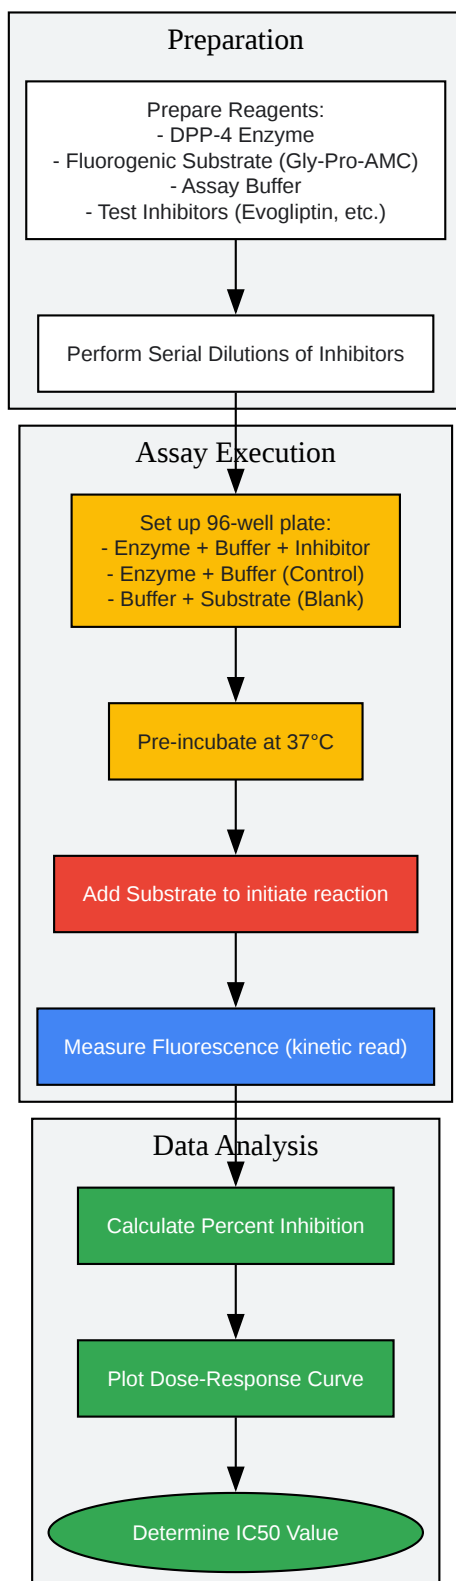 Preparation
Prepare Reagents:
- DPP-4 Enzyme
- Fluorogenic Substrate (Gly-Pro-AMC)
- Assay Buffer
- Test Inhibitors (Evogliptin, etc.)
Perform Serial Dilutions of Inhibitors
Assay Execution
Set up 96-well plate:
- Enzyme + Buffer + Inhibitor
- Enzyme + Buffer (Control)
- Buffer + Substrate (Blank)
Pre-incubate at 37°C
Add Substrate to initiate reaction
Measure Fluorescence (kinetic read)
Data Analysis
Calculate Percent Inhibition
Plot Dose-Response Curve
Determine IC50 Value